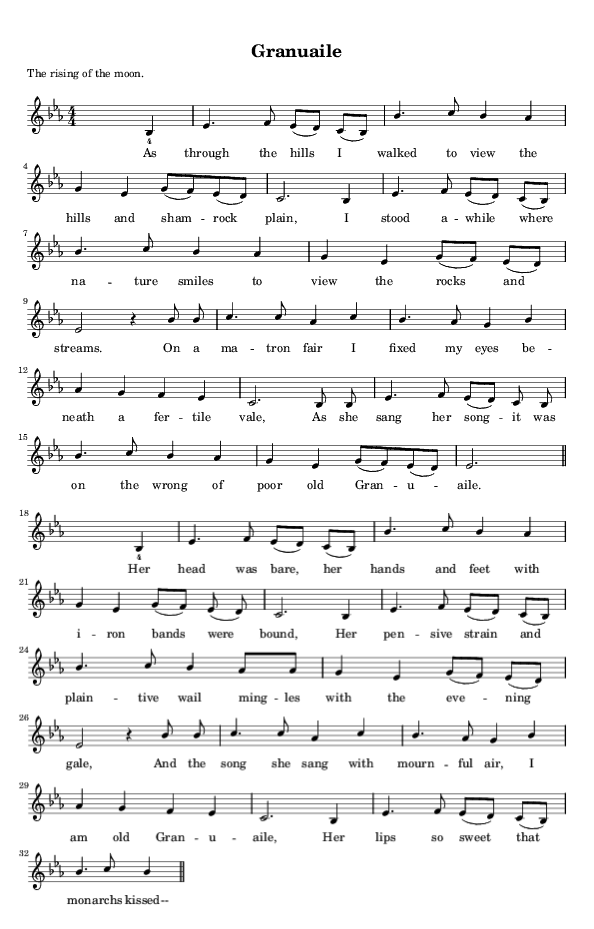 Granuaile
The rising of the moon.
4
4
4
As through the hills I walked to view the
4
hills and sham -- rock plain, I stood a -- while where
7
na -- ture smiles to view the rocks and
9
streams. On a ma -- tron fair I fixed my eyes be --
12
neath a fer -- tile vale, As she sang her song -- it was
15
on the wrong of poor old Gran -- u -- aile.
18
4
Her head was bare, her hands and feet with
21
i -- ron bands were bound, Her pen -- sive strain and
24
plain -- tive wail ming -- les with the eve -- ning
26
gale, And the song she sang with mourn -- ful air, I
29
am old Gran -- u -- aile, Her lips so sweet that
32
monarchs kissed--